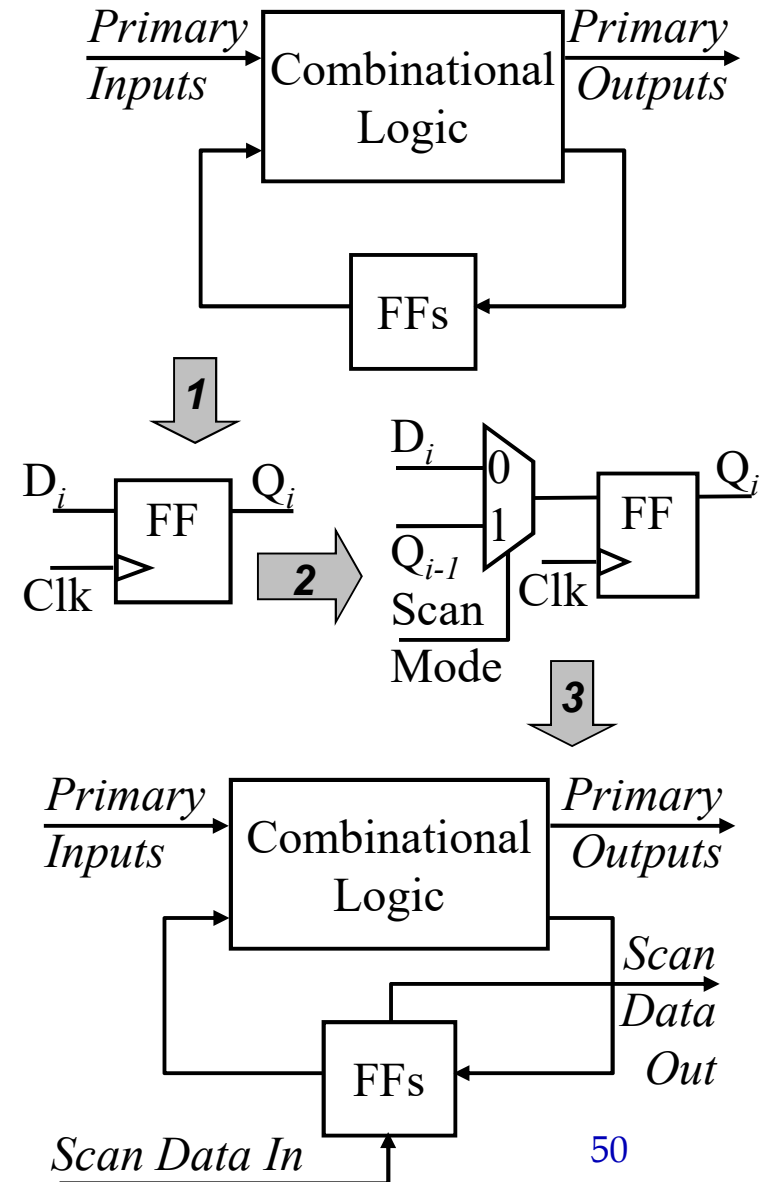 Primary
Inputs
Combinational
Logic
Primary
Outputs
FFs
1
D_i
FF
Q_i
Clk
2
D_i
0
1
Q_{i-1}
Scan
Mode
FF
Q_i
Clk
3
Primary
Inputs
Combinational
Logic
Primary
Outputs
Scan
Data
Out
FFs
Scan Data In
50